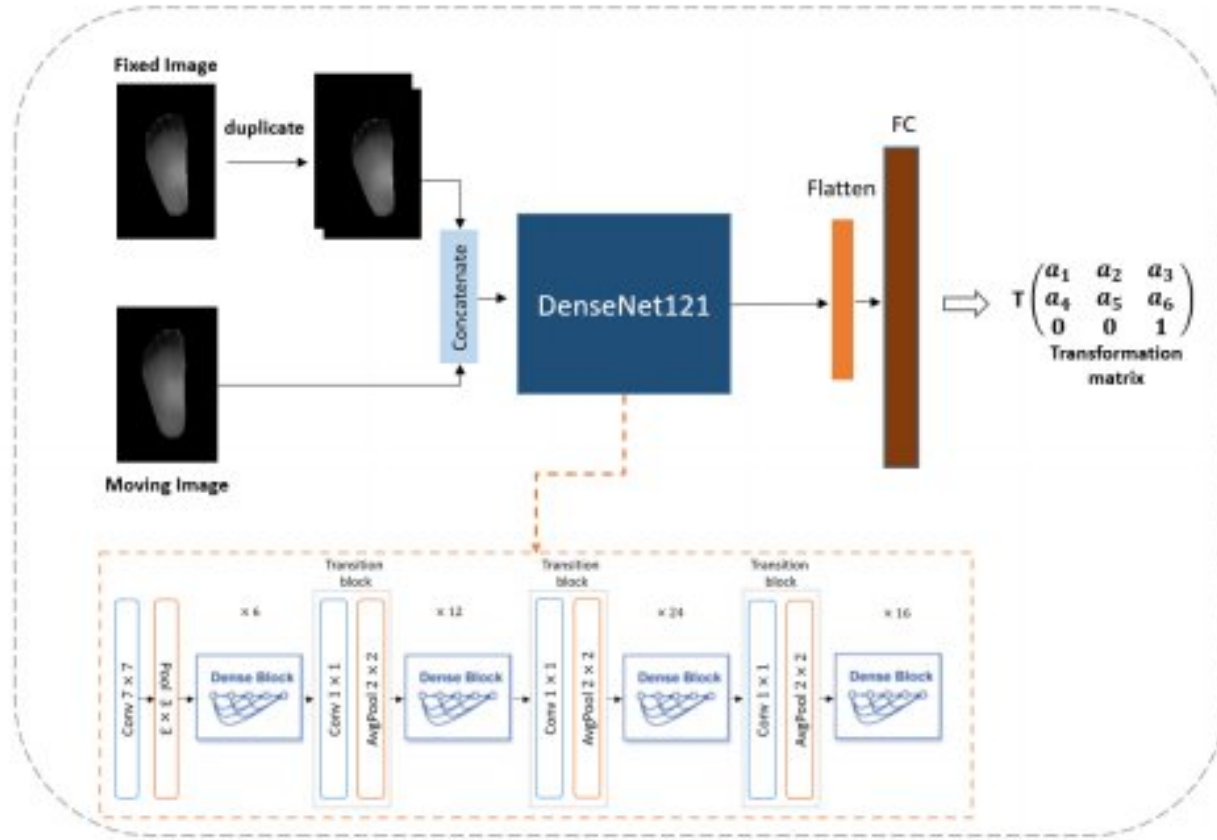 Fixed Image
duplicate
Concatenate
Moving Image
DenseNet121
Flatten
FC
T ( a₁ a₂ a₃
a₄ a₅ a₆
0 0 1 )
Transformation
matrix
Conv 7 × 7
Pool 3 × 3
× 6
Dense Block
Transition
block
Conv 1 × 1
AvgPool 2 × 2
× 12
Dense Block
Transition
block
Conv 1 × 1
AvgPool 2 × 2
× 24
Dense Block
Transition
block
Conv 1 × 1
AvgPool 2 × 2
× 16
Dense Block